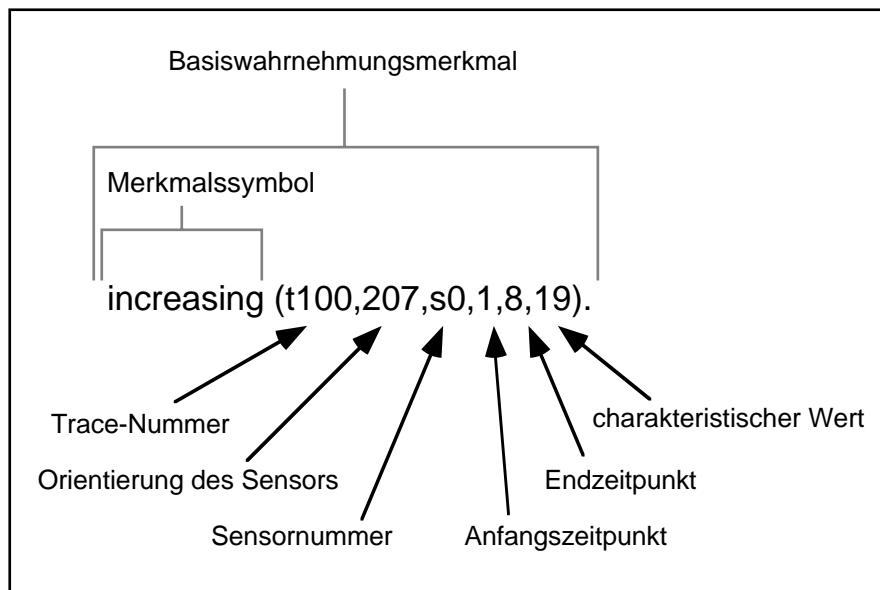 Basiswahrnehmungsmerkmal
Merkmalssymbol
increasing (t100,207,s0,1,8,19).
Trace-Nummer
charakteristischer Wert
Orientierung des Sensors
Endzeitpunkt
Sensornummer
Anfangszeitpunkt